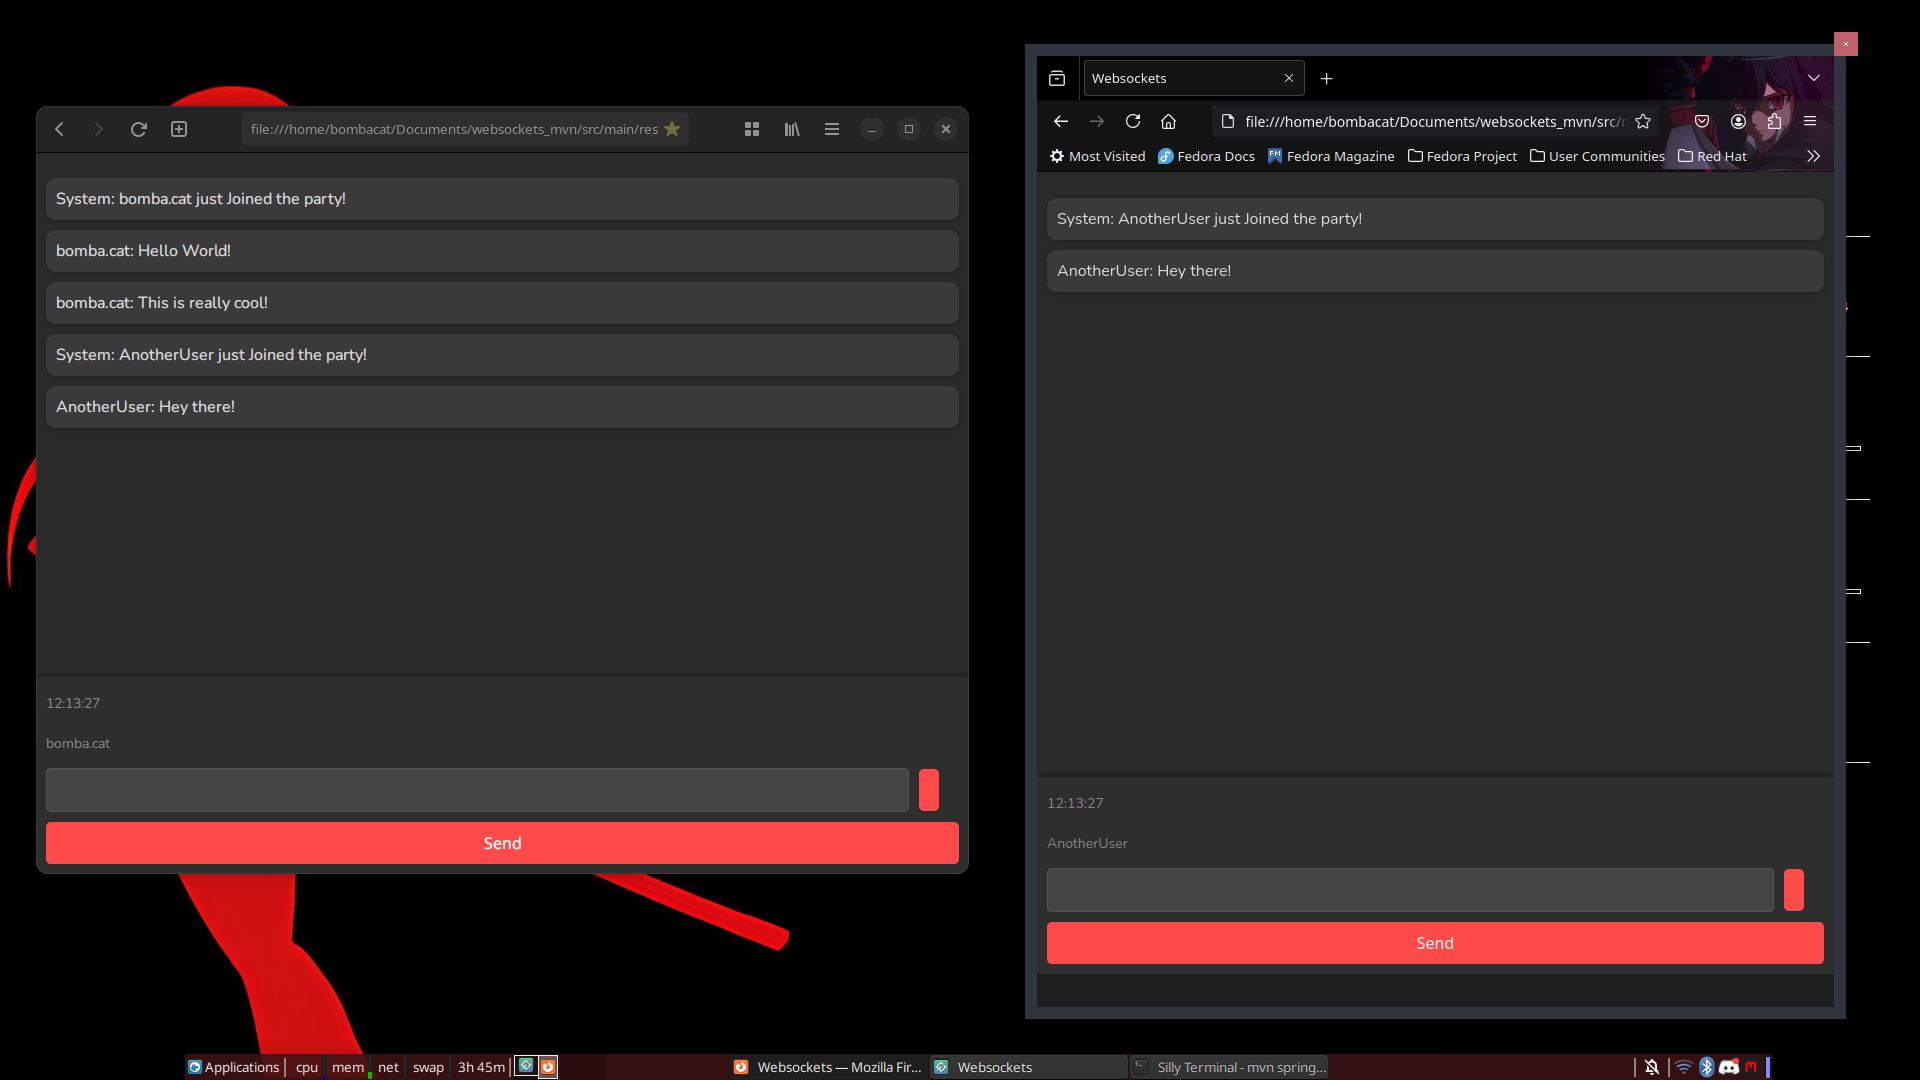 file:///home/bombacat/Documents/websockets_mvn/src/main/res
System: bomba.cat just Joined the party!
bomba.cat: Hello World!
bomba.cat: This is really cool!
System: AnotherUser just Joined the party!
AnotherUser: Hey there!
12:13:27
bomba.cat
Send
Websockets
file:///home/bombacat/Documents/websockets_mvn/src/
Most Visited Fedora Docs Fedora Magazine Fedora Project User Communities Red Hat
System: AnotherUser just Joined the party!
AnotherUser: Hey there!
12:13:27
AnotherUser
Send
Applications cpu mem net swap 3h 45m Websockets — Mozilla Fir... Websockets Silly Terminal - mvn spring...